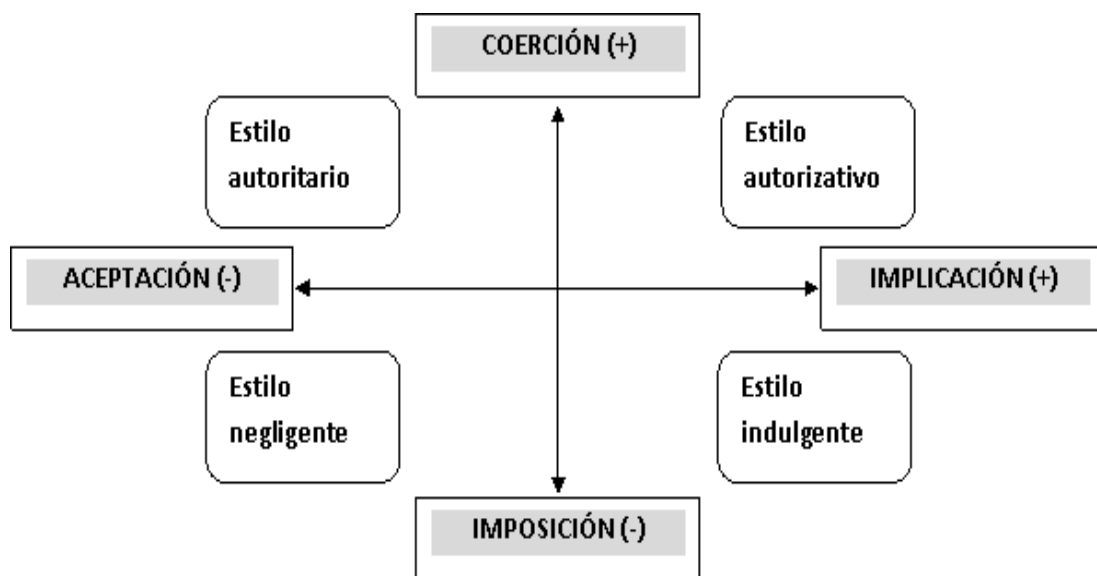 COERCIÓN (+)
Estilo
autoritario
Estilo
autorizativo
ACEPTACIÓN (-)
IMPLICACIÓN (+)
Estilo
negligente
Estilo
indulgente
IMPOSICIÓN (-)